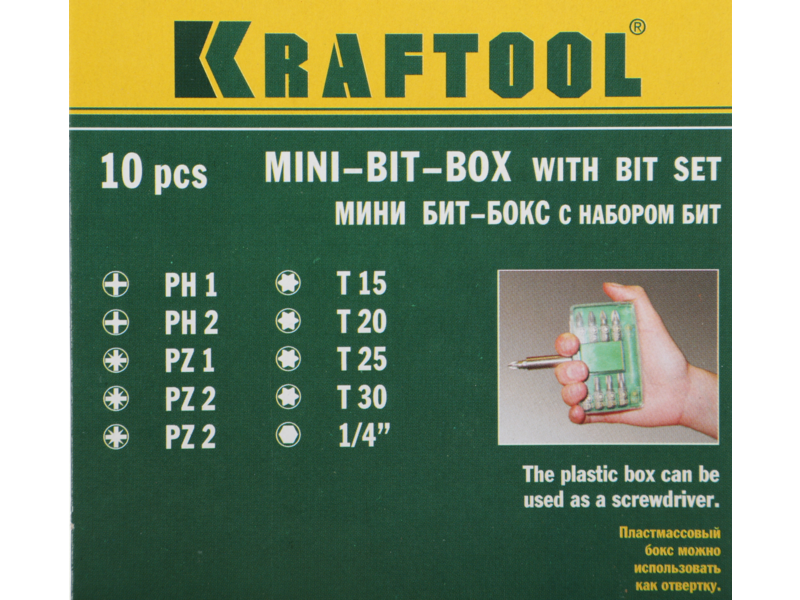 KRAFTOOL®
10 pcs
MINI–BIT–BOX WITH BIT SET
МИНИ БИТ–БОКС С НАБОРОМ БИТ
PH 1
PH 2
PZ 1
PZ 2
PZ 2
T 15
T 20
T 25
T 30
1/4”
The plastic box can be
used as a screwdriver.
Пластмассовый
бокс можно
использовать
как отвертку.